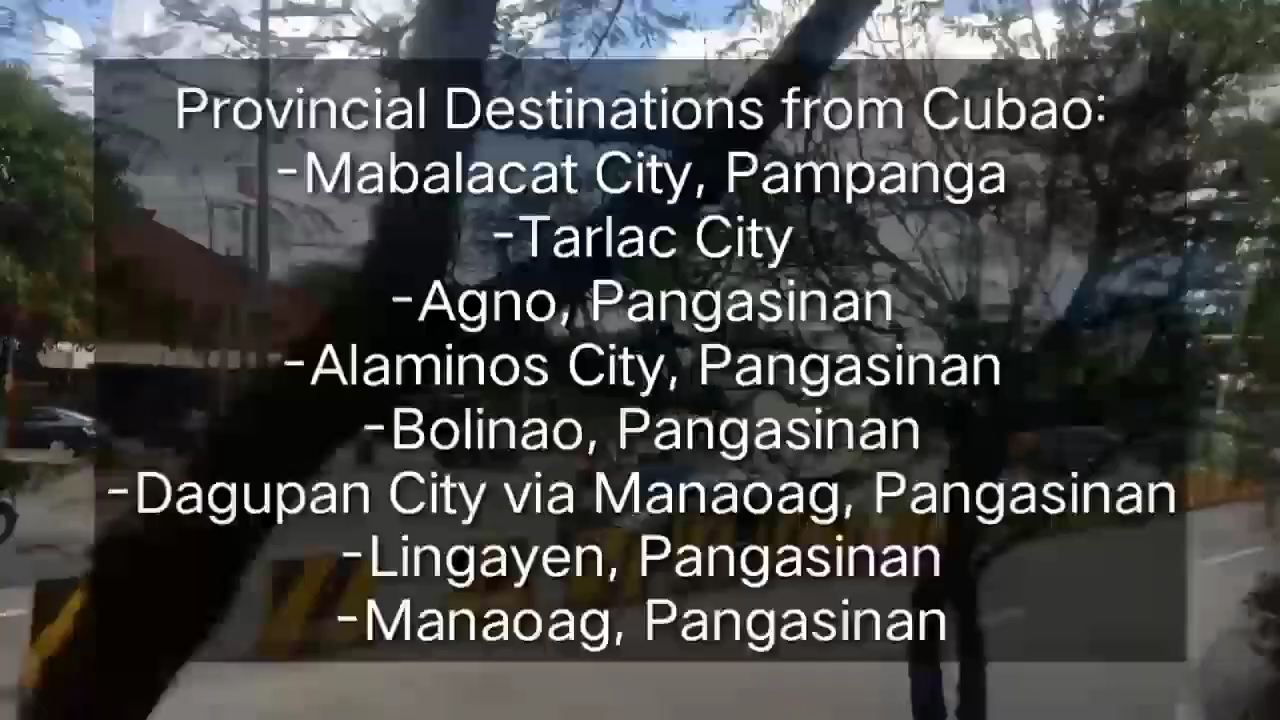 Provincial Destinations from Cubao:
-Mabalacat City, Pampanga
-Tarlac City
-Agno, Pangasinan
-Alaminos City, Pangasinan
-Bolinao, Pangasinan
-Dagupan City via Manaoag, Pangasinan
-Lingayen, Pangasinan
-Manaoag, Pangasinan